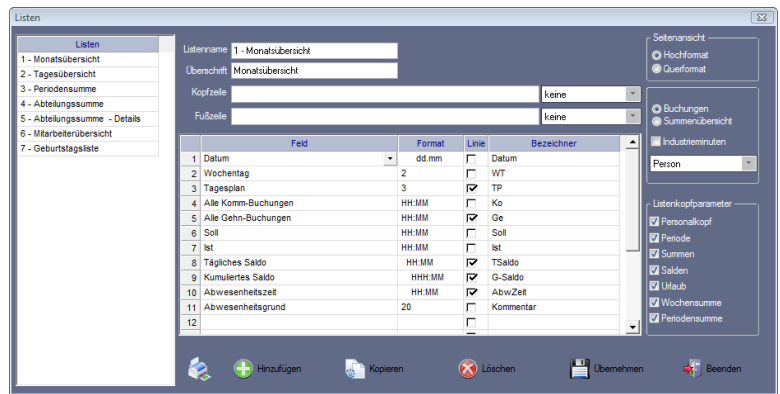 Listen
Listen
1 - Monatsübersicht
2 - Tagesübersicht
3 - Periodensumme
4 - Abteilungssumme
5 - Abteilungssumme - Details
6 - Mitarbeiterübersicht
7 - Geburtstagsliste
Listenname 1 - Monatsübersicht
Überschrift Monatsübersicht
Kopfzeile keine
Fußzeile keine
Feld Format Linie Bezeichner
1 Datum dd.mm Datum
2 Wochentag 2 WT
3 Tagesplan 3 TP
4 Alle Komm-Buchungen HH:MM Ko
5 Alle Gehn-Buchungen HH:MM Ge
6 Soll HH:MM Soll
7 Ist HH:MM Ist
8 Tägliches Saldo HH:MM TSaldo
9 Kumuliertes Saldo HHH:MM G-Saldo
10 Abwesenheitszeit HH:MM AbwZeit
11 Abwesenheitsgrund 20 Kommentar
12
Seitenansicht
Hochformat
Querformat
Buchungen
Summenübersicht
Industrieminuten
Person
Listenkopfparameter
Personalkopf
Periode
Summen
Salden
Urlaub
Wochensumme
Periodensumme
Hinzufügen Kopieren Löschen Übernehmen Beenden